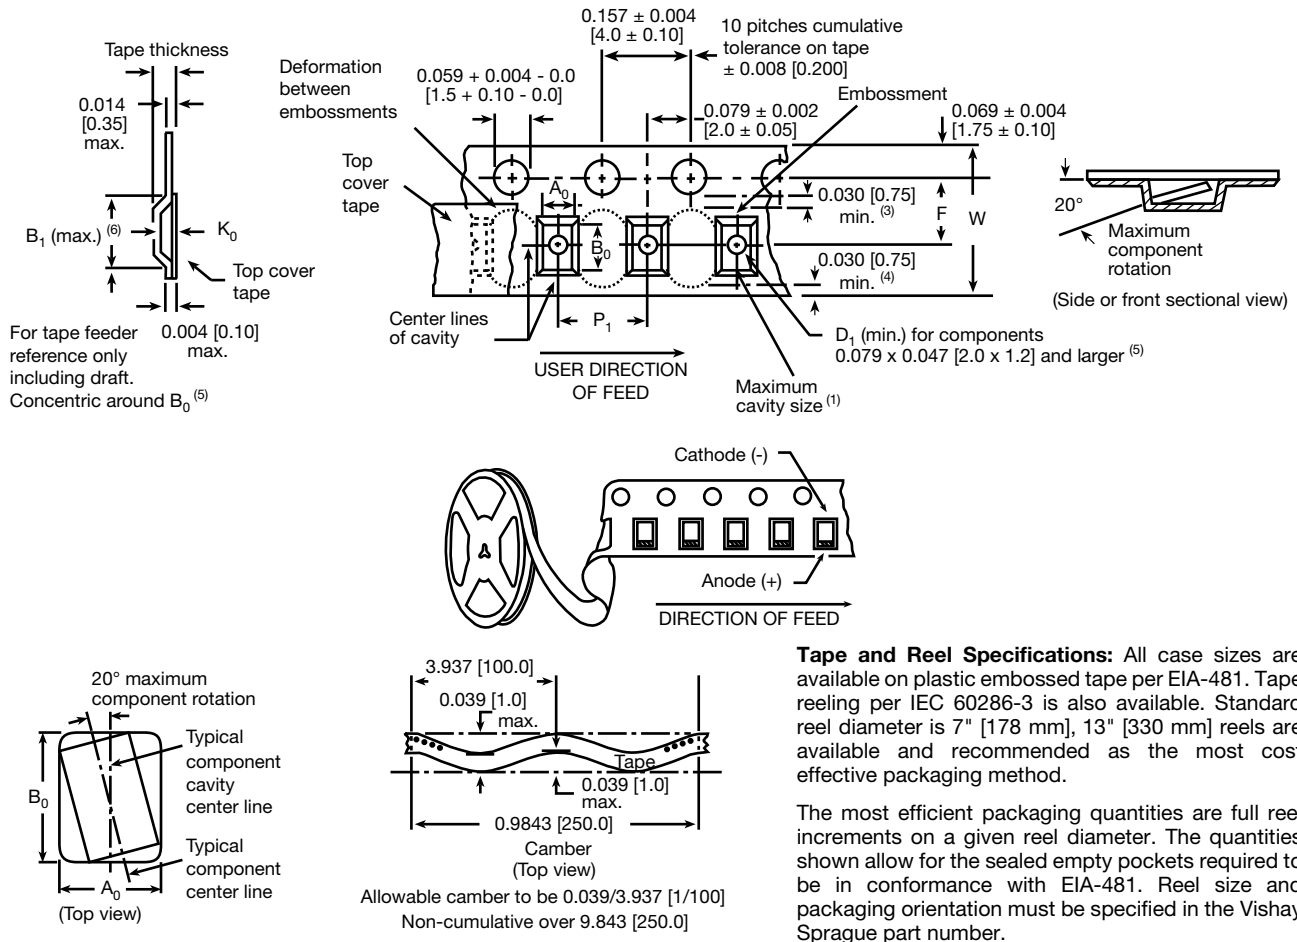 0.157 ± 0.004
[4.0 ± 0.10]
10 pitches cumulative
tolerance on tape
± 0.008 [0.200]
Tape thickness
Deformation
between
embossments
0.059 + 0.004 - 0.0
[1.5 + 0.10 - 0.0]
0.014
[0.35]
max.
0.079 ± 0.002
[2.0 ± 0.05]
Embossment
0.069 ± 0.004
[1.75 ± 0.10]
Top
cover
tape
A0
B0
0.030 [0.75]
min. (3)
F
W
20°
Maximum
component
rotation
(Side or front sectional view)
B1 (max.) (6)
K0
Top cover
tape
0.030 [0.75]
min. (4)
For tape feeder
reference only
including draft.
Concentric around B0 (5)
0.004 [0.10]
max.
Center lines
of cavity
P1
D1 (min.) for components
0.079 x 0.047 [2.0 x 1.2] and larger (5)
USER DIRECTION
OF FEED
Maximum
cavity size (1)
Cathode (-)
Anode (+)
DIRECTION OF FEED
20° maximum
component rotation
Typical
component
cavity
center line
B0
Typical
component
center line
A0
(Top view)
3.937 [100.0]
0.039 [1.0]
max.
Tape
0.039 [1.0]
max.
0.9843 [250.0]
Camber
(Top view)
Allowable camber to be 0.039/3.937 [1/100]
Non-cumulative over 9.843 [250.0]
Tape and Reel Specifications: All case sizes are
available on plastic embossed tape per EIA-481. Tape
reeling per IEC 60286-3 is also available. Standard
reel diameter is 7" [178 mm], 13" [330 mm] reels are
available and recommended as the most cost
effective packaging method.
The most efficient packaging quantities are full ree
increments on a given reel diameter. The quantities
shown allow for the sealed empty pockets required to
be in conformance with EIA-481. Reel size and
packaging orientation must be specified in the Vishay
Sprague part number.